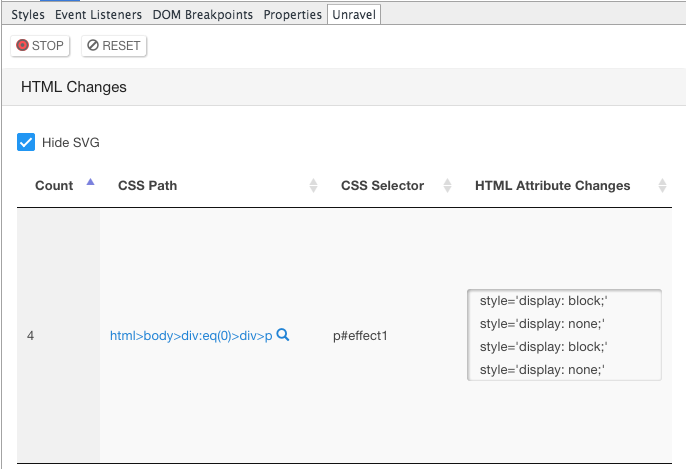 Styles Event Listeners DOM Breakpoints Properties Unravel
STOP RESET
HTML Changes
Hide SVG
Count CSS Path CSS Selector HTML Attribute Changes
style='display: block;'
style='display: none;'
4 html>body>div:eq(0)>div>p p#effect1
style='display: block;'
style='display: none;'